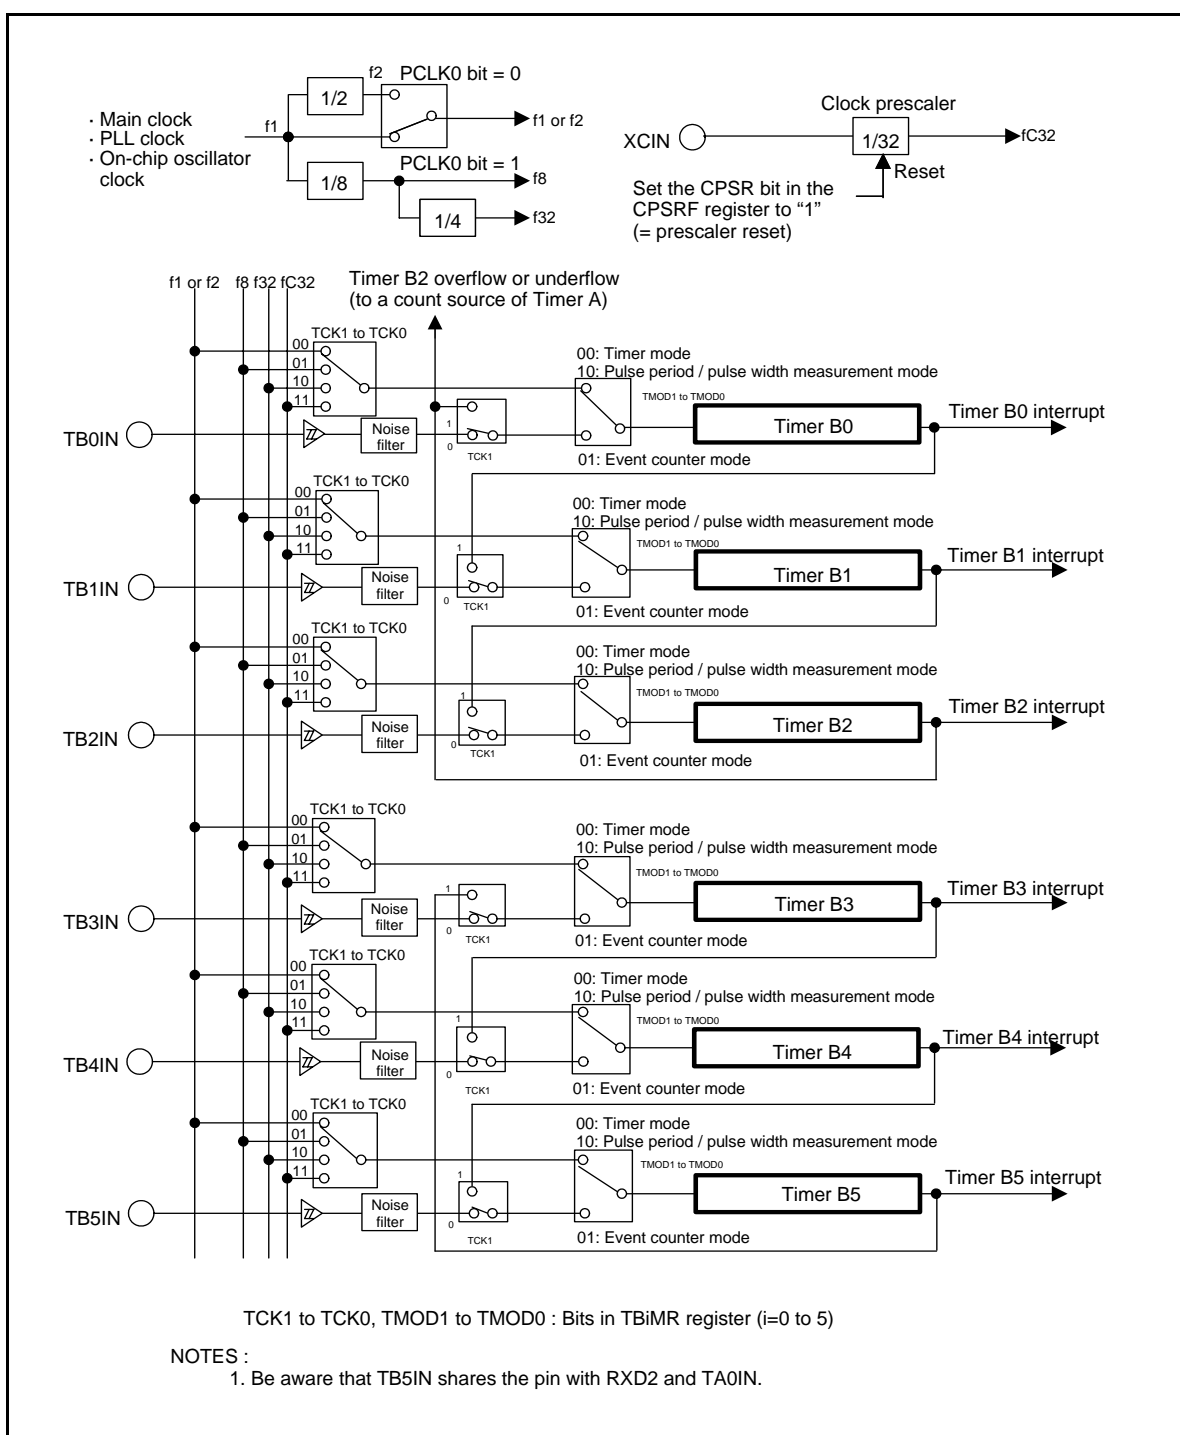 f2 PCLK0 bit = 0
1/2
· Main clock
· PLL clock
· On-chip oscillator
clock
f1
f1 or f2
PCLK0 bit = 1
1/8
f8
1/4
f32
Clock prescaler
XCIN
1/32
fC32
Reset
Set the CPSR bit in the
CPSRF register to “1”
(= prescaler reset)
f1 or f2 f8 f32 fC32
Timer B2 overflow or underflow
(to a count source of Timer A)
TCK1 to TCK0
00
01
10
11
00: Timer mode
10: Pulse period / pulse width measurement mode
TMOD1 to TMOD0
TB0IN
Noise
filter
1
0
TCK1
Timer B0
Timer B0 interrupt
01: Event counter mode
TCK1 to TCK0
00
01
10
11
00: Timer mode
10: Pulse period / pulse width measurement mode
TMOD1 to TMOD0
TB1IN
Noise
filter
1
0
TCK1
Timer B1
Timer B1 interrupt
01: Event counter mode
TCK1 to TCK0
00
01
10
11
00: Timer mode
10: Pulse period / pulse width measurement mode
TMOD1 to TMOD0
TB2IN
Noise
filter
1
0
TCK1
Timer B2
Timer B2 interrupt
01: Event counter mode
TCK1 to TCK0
00
01
10
11
00: Timer mode
10: Pulse period / pulse width measurement mode
TMOD1 to TMOD0
TB3IN
Noise
filter
1
0
TCK1
Timer B3
Timer B3 interrupt
01: Event counter mode
TCK1 to TCK0
00
01
10
11
00: Timer mode
10: Pulse period / pulse width measurement mode
TMOD1 to TMOD0
TB4IN
Noise
filter
1
0
TCK1
Timer B4
Timer B4 interrupt
01: Event counter mode
TCK1 to TCK0
00
01
10
11
00: Timer mode
10: Pulse period / pulse width measurement mode
TMOD1 to TMOD0
TB5IN
Noise
filter
1
0
TCK1
Timer B5
Timer B5 interrupt
01: Event counter mode
TCK1 to TCK0, TMOD1 to TMOD0 : Bits in TBiMR register (i=0 to 5)
NOTES :
1. Be aware that TB5IN shares the pin with RXD2 and TA0IN.